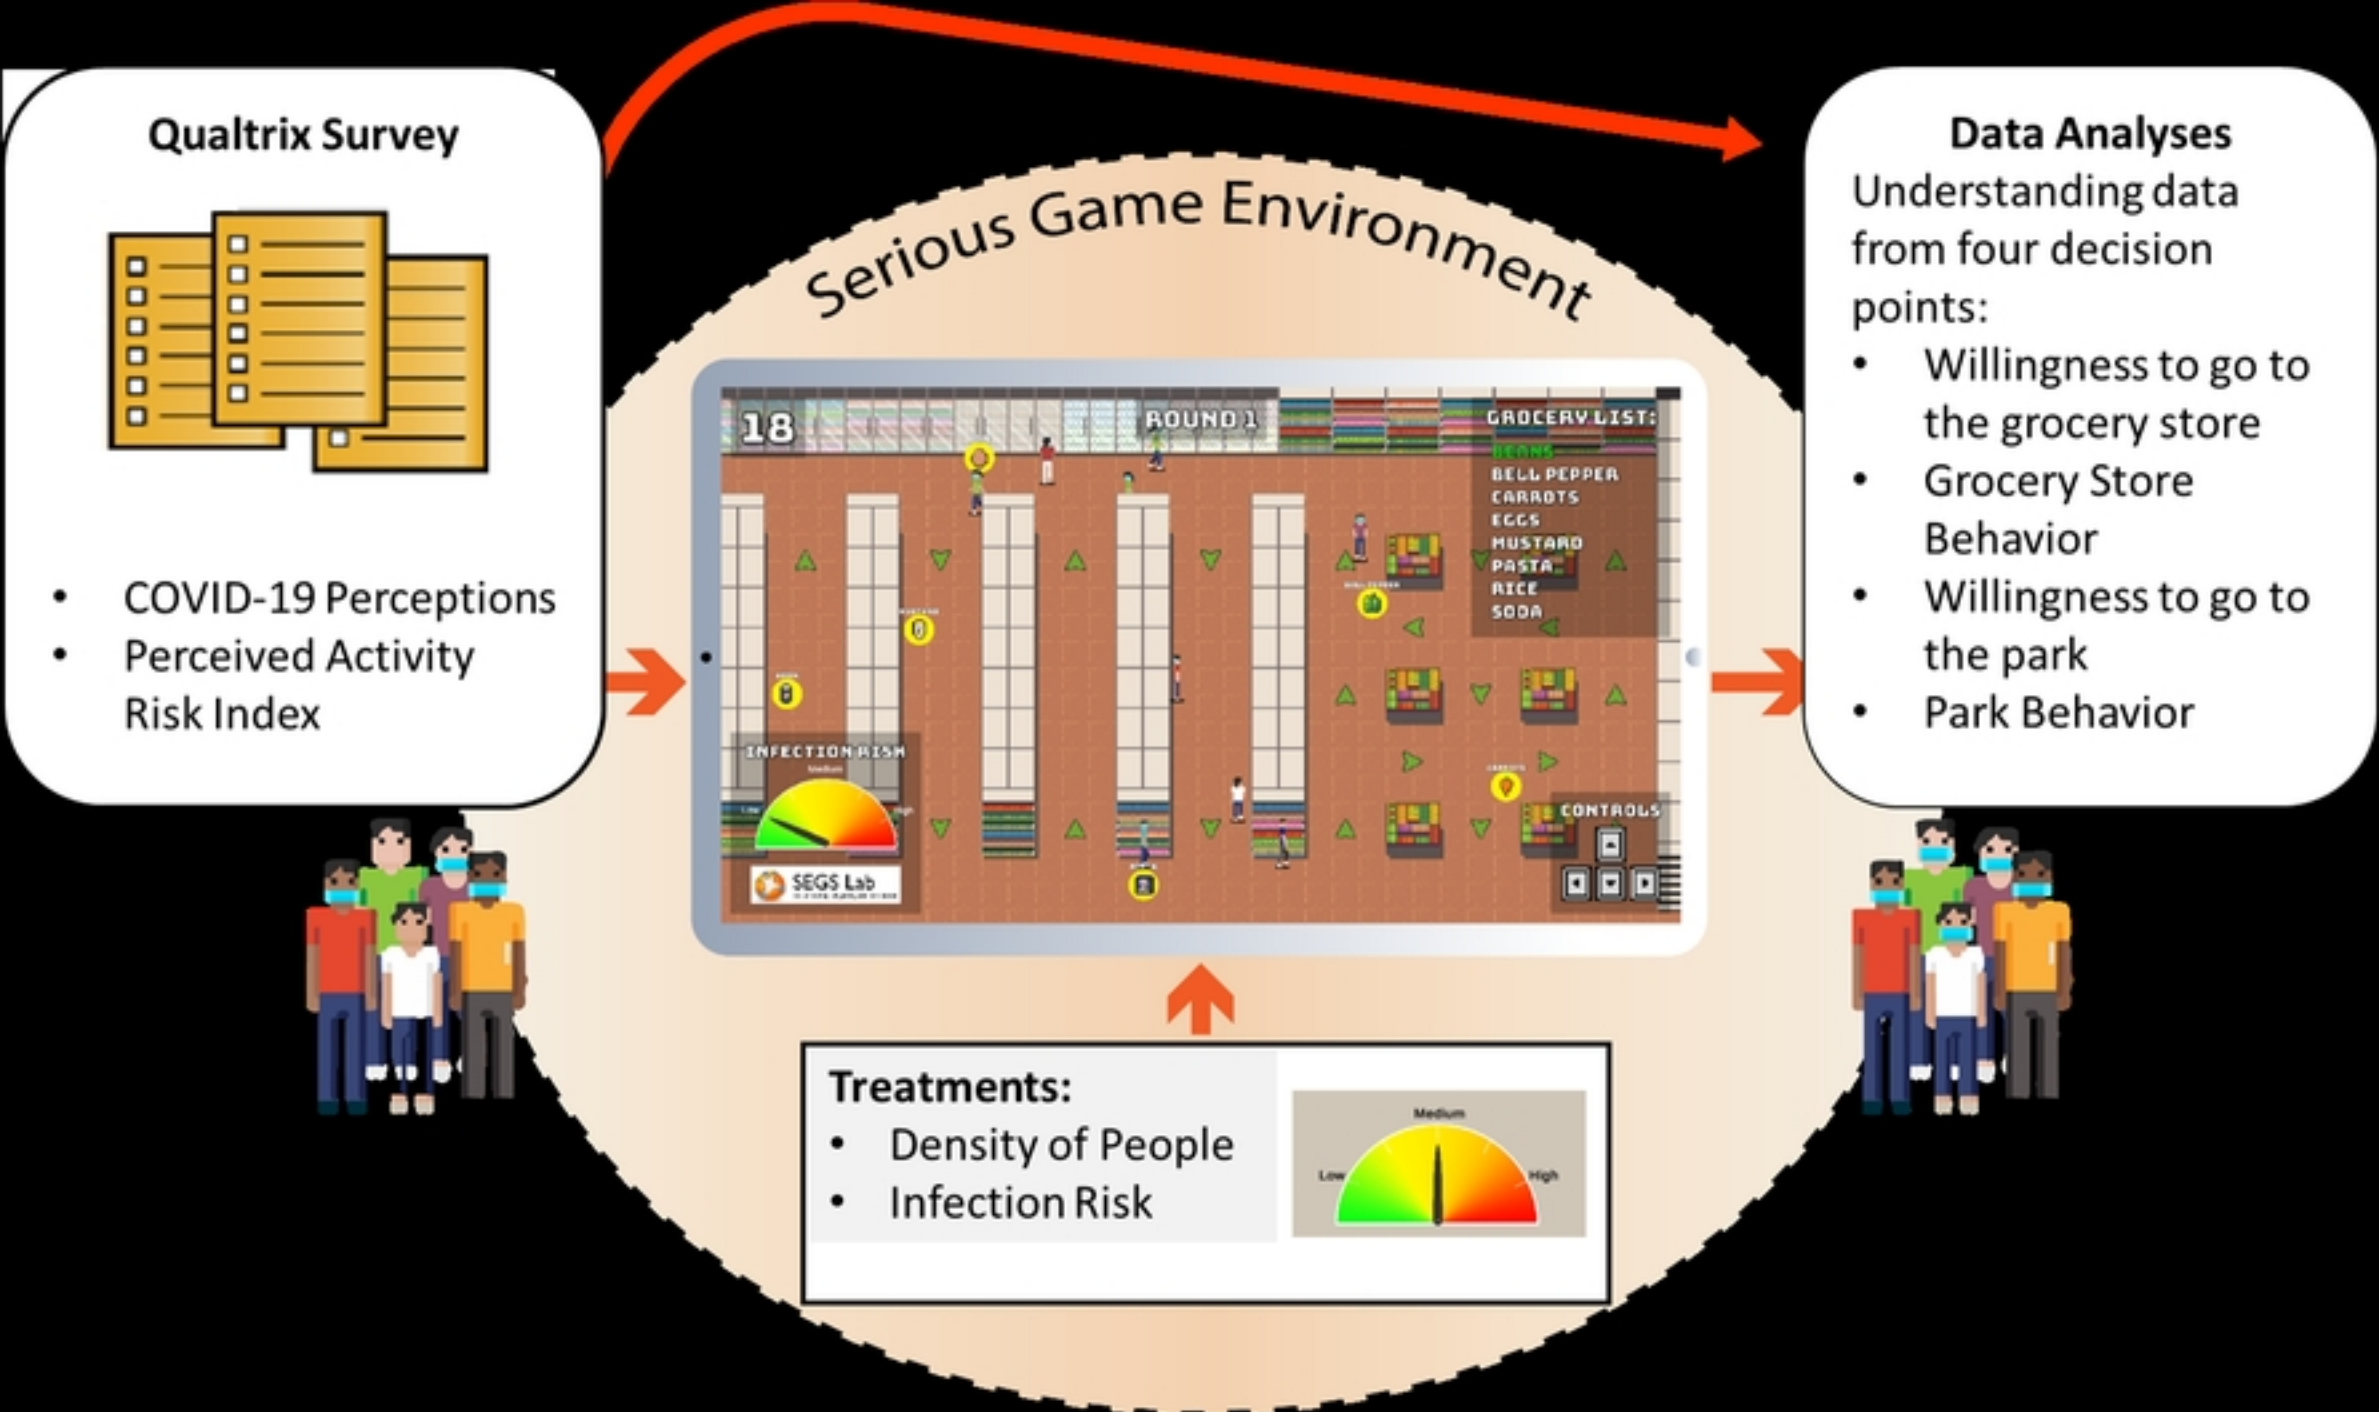 Qualtrix Survey
• COVID-19 Perceptions
• Perceived Activity
Risk Index
Serious Game Environment
18
ROUND 1
GROCERY LIST:
BEANS
BELL PEPPER
CARROTS
EGGS
MUSTARD
PASTA
RICE
SODA
INFECTION RISK
Medium
Low
High
SEGS Lab
CONTROLS
Treatments:
• Density of People
• Infection Risk
Medium
Low
High
Data Analyses
Understanding data
from four decision
points:
• Willingness to go to
the grocery store
• Grocery Store
Behavior
• Willingness to go to
the park
• Park Behavior